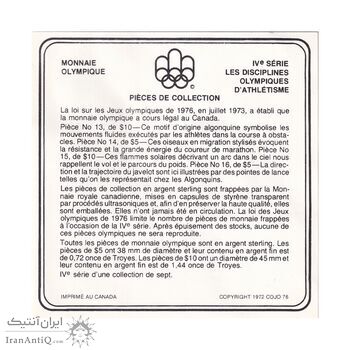 MONNAIE
OLYMPIQUE
IVe SÉRIE
LES DISCIPLINES
OLYMPIQUES
D'ATHLÉTISME
©
PIÈCES DE COLLECTION
La loi sur les Jeux olympiques de 1976, en juillet 1973, a établi que
la monnaie olympique a cours légal au Canada.
Pièce No 13, de $10—Ce motif d'origine algonquine symbolise les
mouvements fluides exécutés par les athlètes dans la course à obsta-
cles. Pièce No 14, de $5—Ces oiseaux en migration stylisés évoquent
la résistance et la grande énergie du coureur de marathon. Pièce No
15, de $10—Ces flammes solaires décrivant un arc dans le ciel nous
rappellent le vol et le parcours du poids. Pièce No 16, de $5—La direc-
tion et la trajectoire du javelot sont ici illustrées par des pointes de lance
telles qu'on les représentait chez les Algonquins.
Les pièces de collection en argent sterling sont frappées par la Mon-
naie royale canadienne, mises en capsules de styrène transparent
par procédés ultrasoniques et, afin d'en préserver la haute qualité, elles
sont emballées. Elles n'ont jamais été en circulation. La loi des Jeux
olympiques de 1976 limite le nombre de pièces de monnaie frappées
à l'occasion de la IVe série. Après épuisement des stocks, aucune de
ces pièces olympiques ne sera reproduite.
Toutes les pièces de monnaie olympique sont en argent sterling. Les
pièces de $5 ont 38 mm de diamètre et leur contenu en argent fin est de
0,72 once de Troyes. Les pièces de $10 ont un diamètre de 45 mm et
leur contenu en argent fin est de 1,44 once de Troyes.
IVe série d'une collection de sept.
IMPRIMÉ AU CANADA
COPYRIGHT 1972 COJO 76
ایران آنتیک
IranAntiQ.com